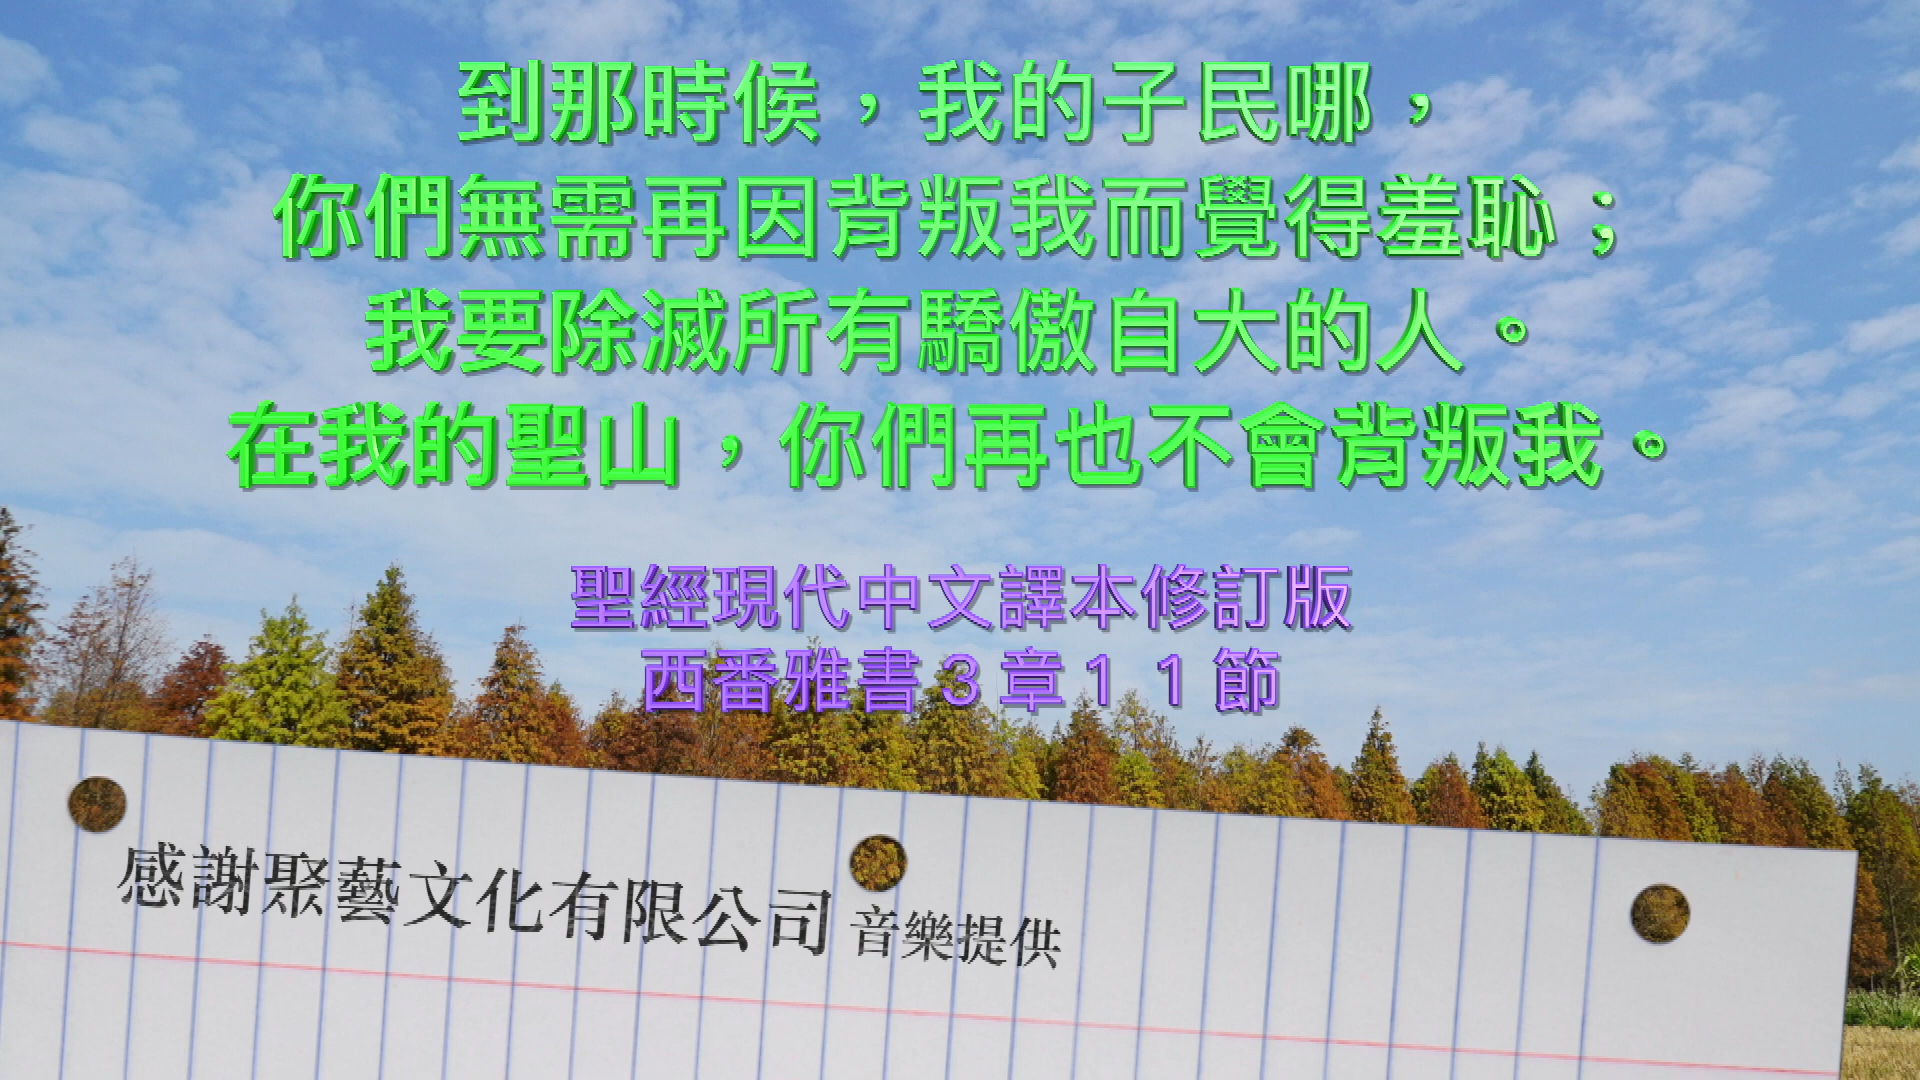 到那時候，我的子民哪，
你們無需再因背叛我而覺得羞恥；
我要除滅所有驕傲自大的人。
在我的聖山，你們再也不會背叛我。
聖經現代中文譯本修訂版
西番雅書３章１１節
感謝聚藝文化有限公司 音樂提供